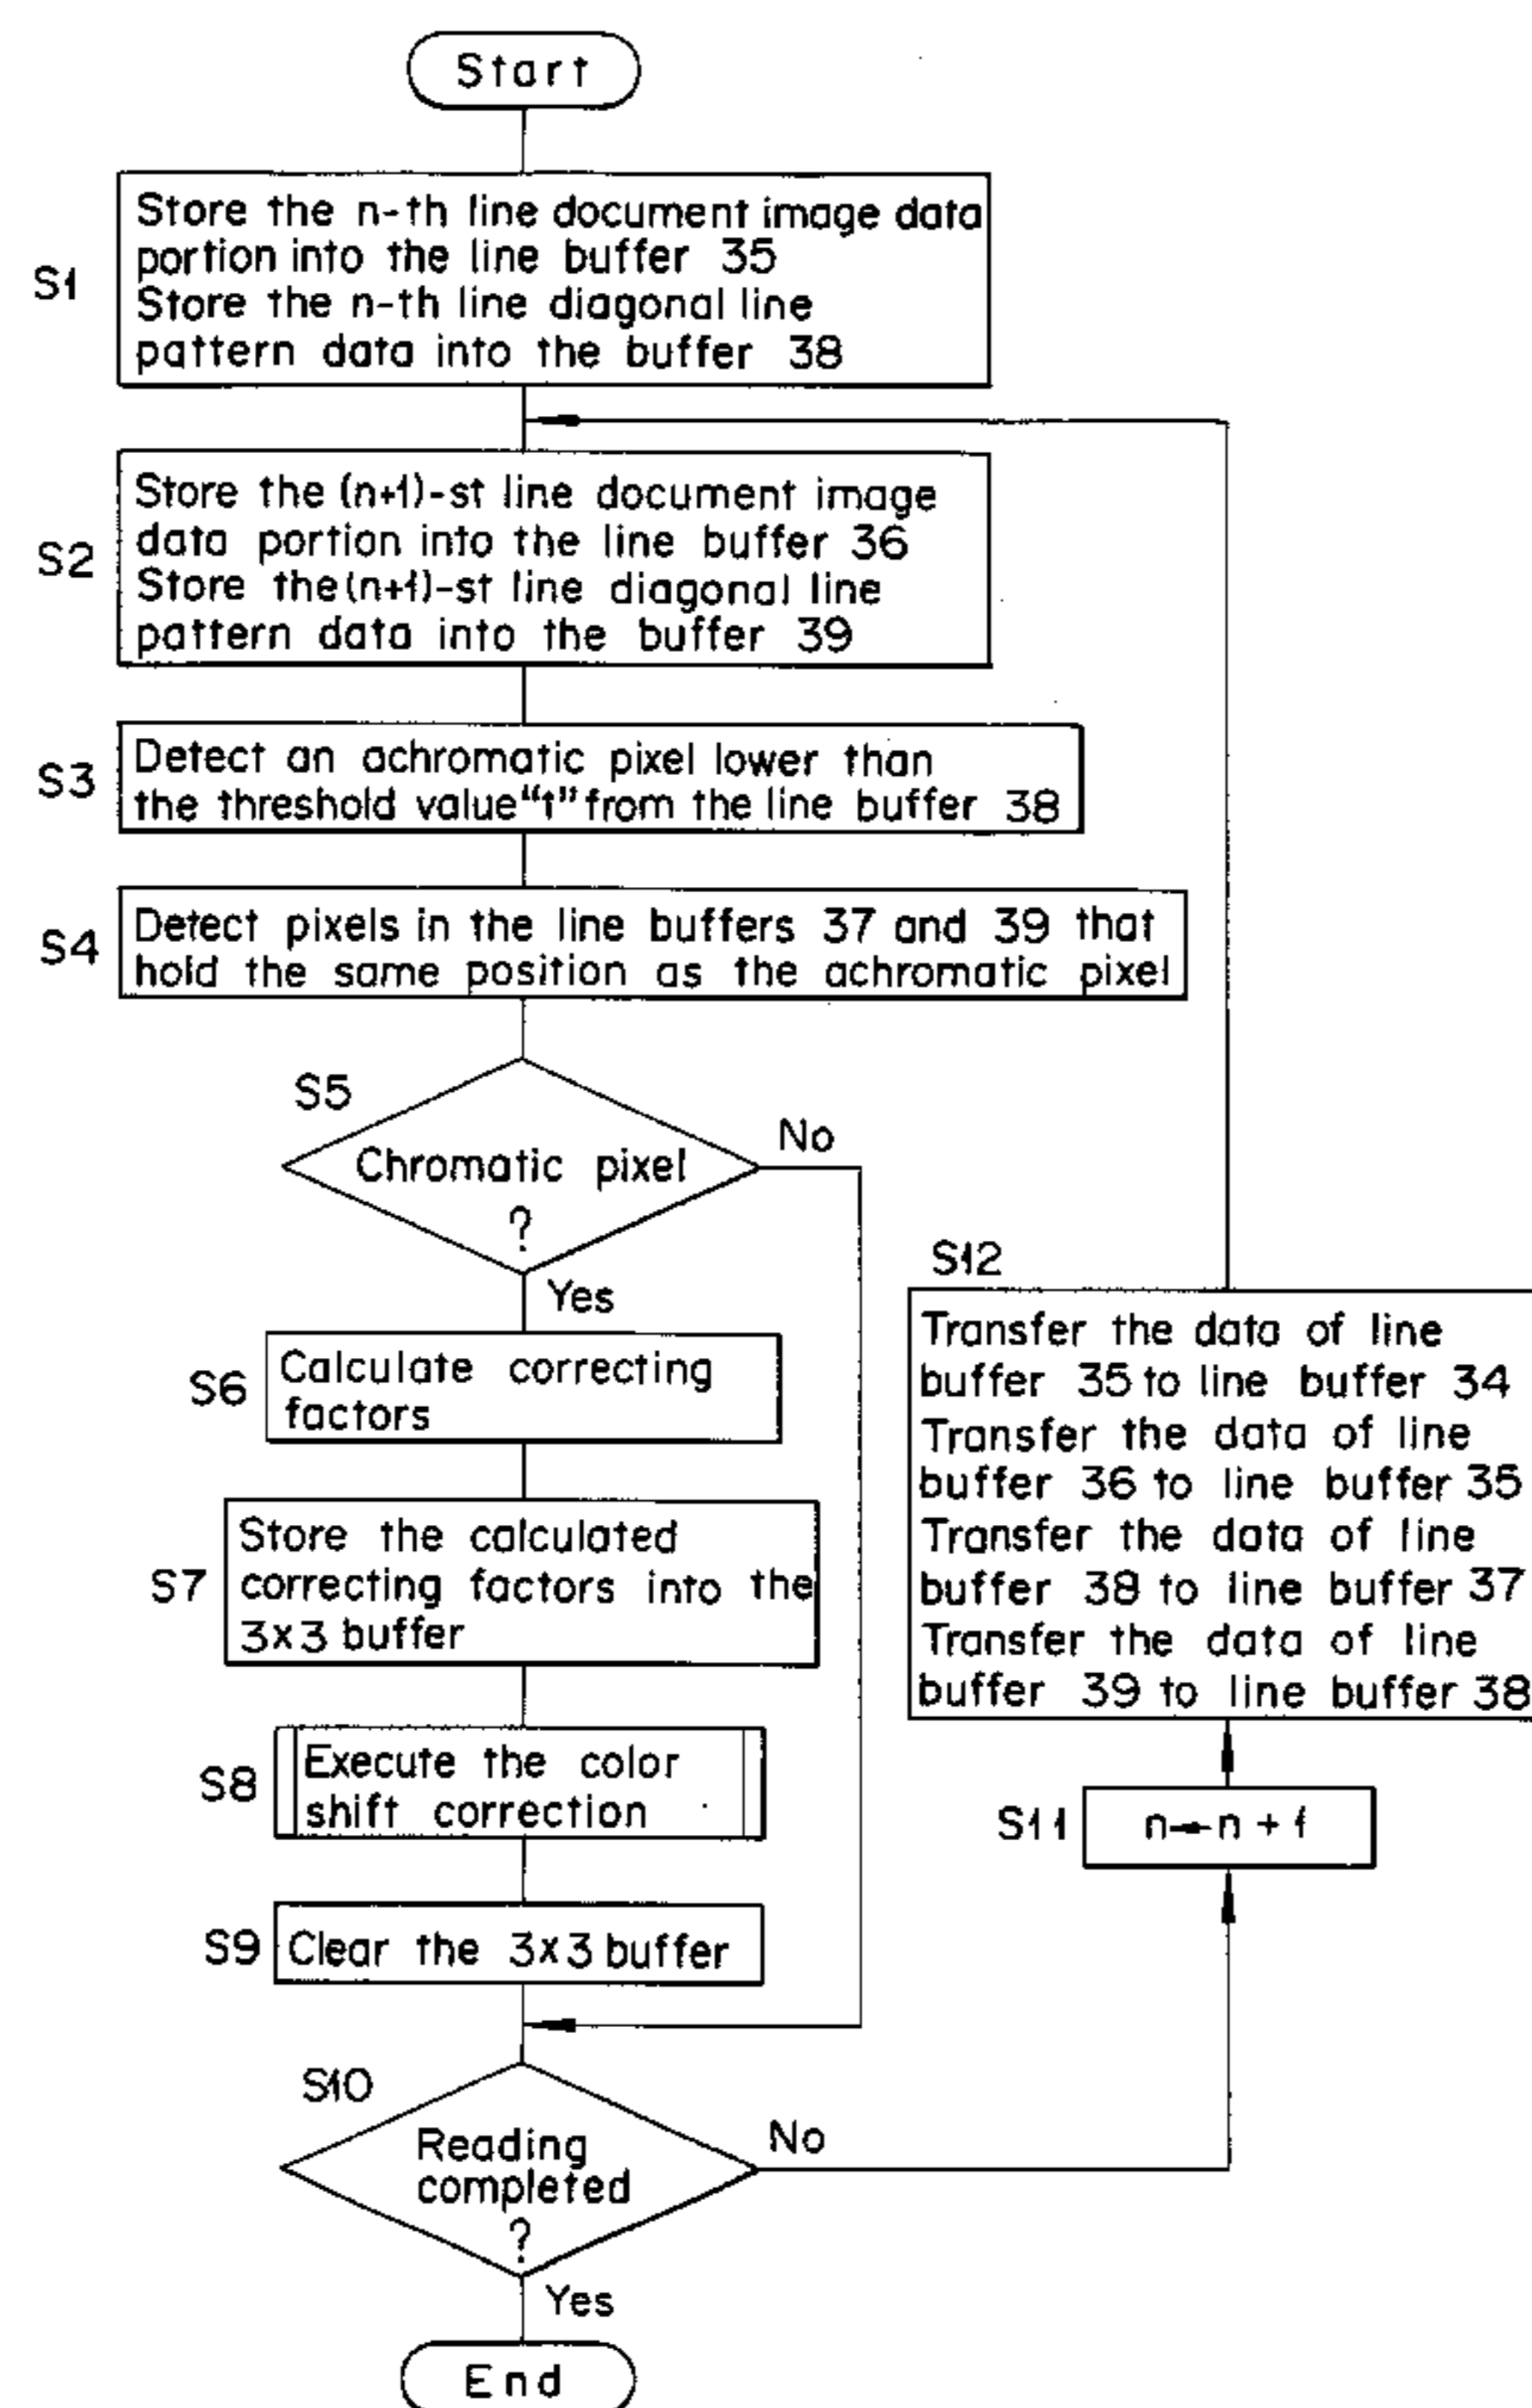 Start
S1
Store the n-th line document image data
portion into the line buffer 35
Store the n-th line diagonal line
pattern data into the buffer 38
S2
Store the (n+1)-st line document image
data portion into the line buffer 36
Store the (n+1)-st line diagonal line
pattern data into the buffer 39
S3
Detect an achromatic pixel lower than
the threshold value "t" from the line buffer 38
S4
Detect pixels in the line buffers 37 and 39 that
hold the same position as the achromatic pixel
S5
Chromatic pixel
?
No
Yes
S6
Calculate correcting
factors
S7
Store the calculated
correcting factors into the
3x3 buffer
S8
Execute the color
shift correction
S9
Clear the 3x3 buffer
S10
Reading
completed
?
No
Yes
End
S11
n←n+1
S12
Transfer the data of line
buffer 35 to line buffer 34
Transfer the data of line
buffer 36 to line buffer 35
Transfer the data of line
buffer 38 to line buffer 37
Transfer the data of line
buffer 39 to line buffer 38